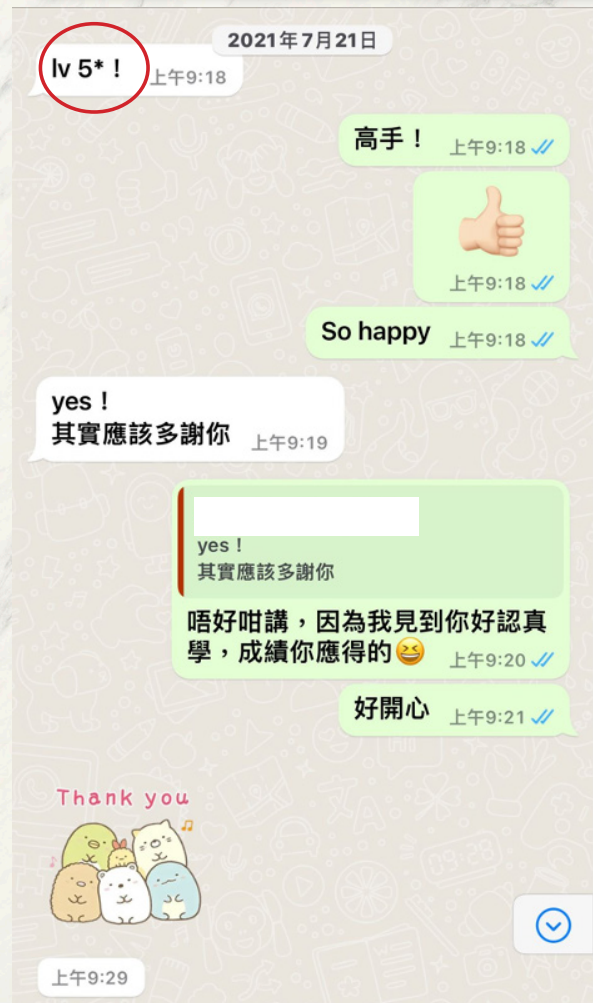 2021年7月21日
lv 5*！
上午9:18
高手！
上午9:18
上午9:18
So happy
上午9:18
yes！
其實應該多謝你
上午9:19
yes！
其實應該多謝你
唔好咁講，因為我見到你好認真
學，成績你應得的😆
上午9:20
好開心
上午9:21
Thank you
上午9:29